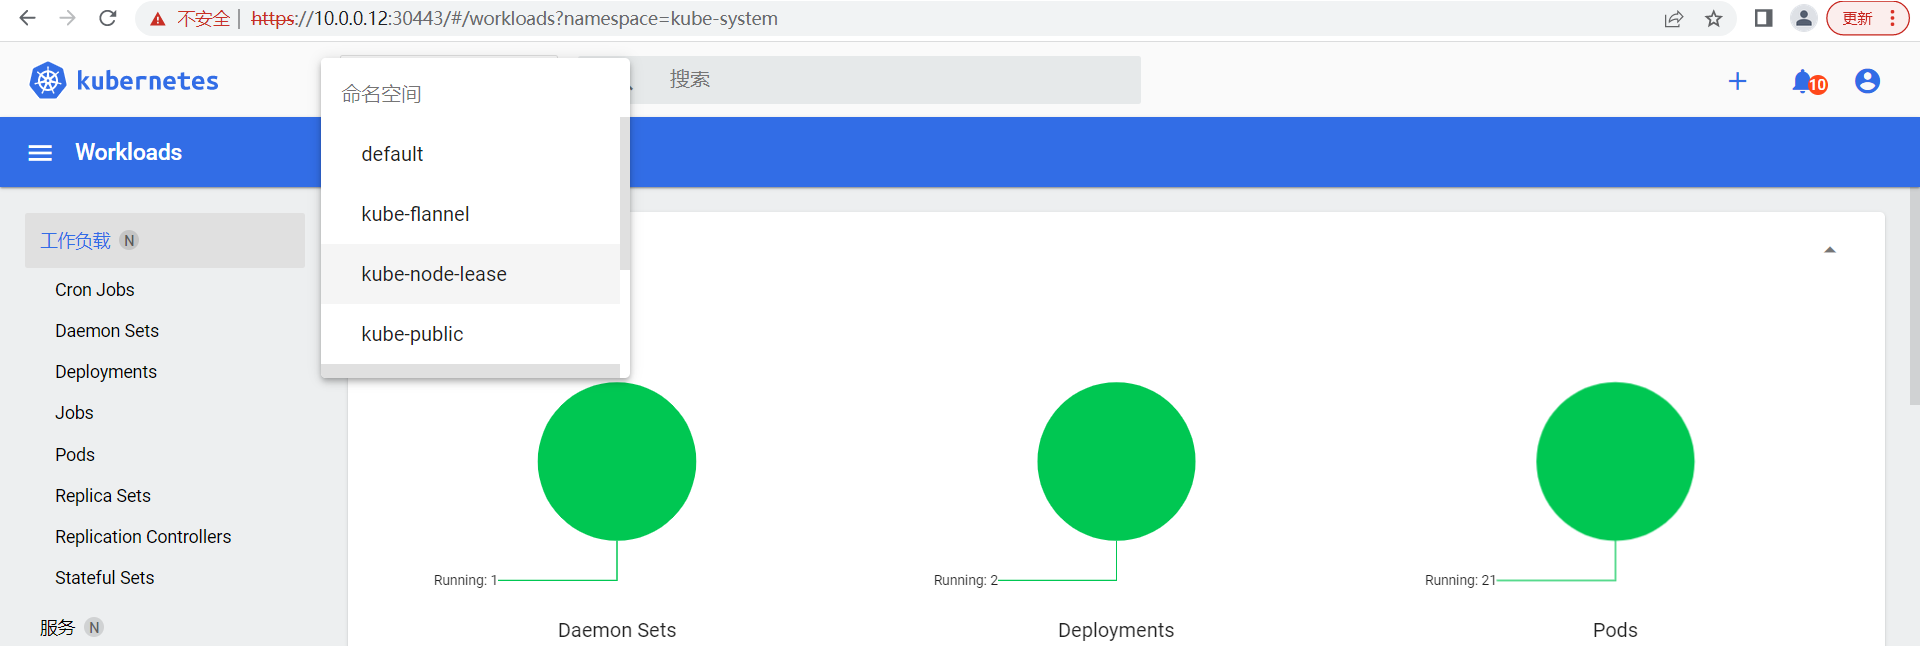 不安全 | https://10.0.0.12:30443/#/workloads?namespace=kube-system
更新
kubernetes
搜索
10
命名空间
default
kube-flannel
kube-node-lease
kube-public
Workloads
工作负载 N
Cron Jobs
Daemon Sets
Deployments
Jobs
Pods
Replica Sets
Replication Controllers
Stateful Sets
服务 N
Running: 1
Daemon Sets
Running: 2
Deployments
Running: 21
Pods